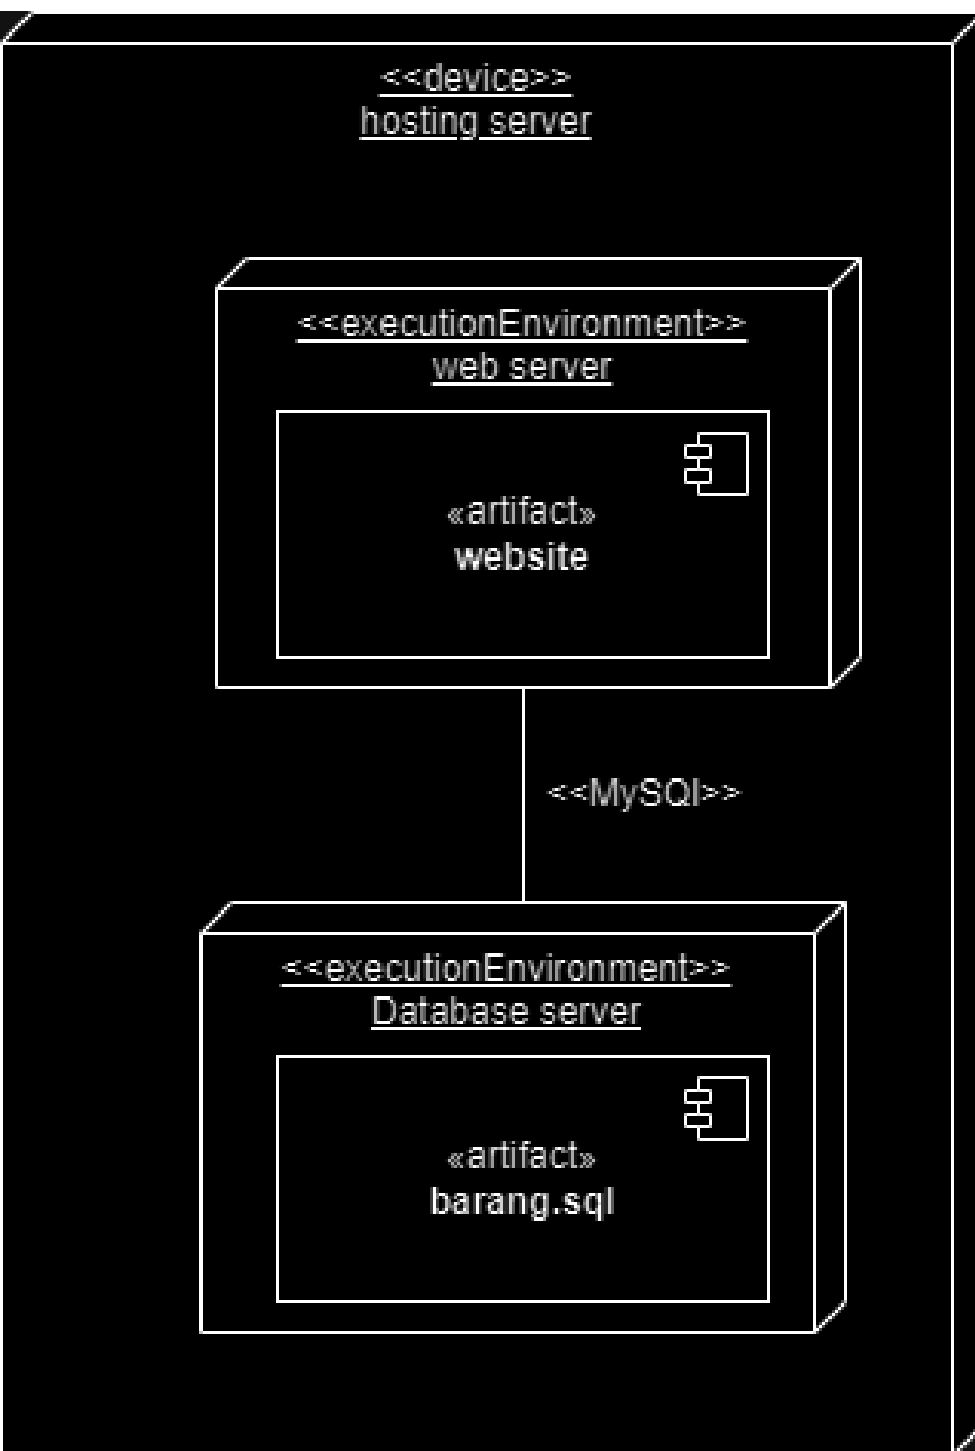 <<device>>
hosting server
<<executionEnvironment>>
web server
«artifact»
website
<<MySQl>>
<<executionEnvironment>>
Database server
«artifact»
barang.sql